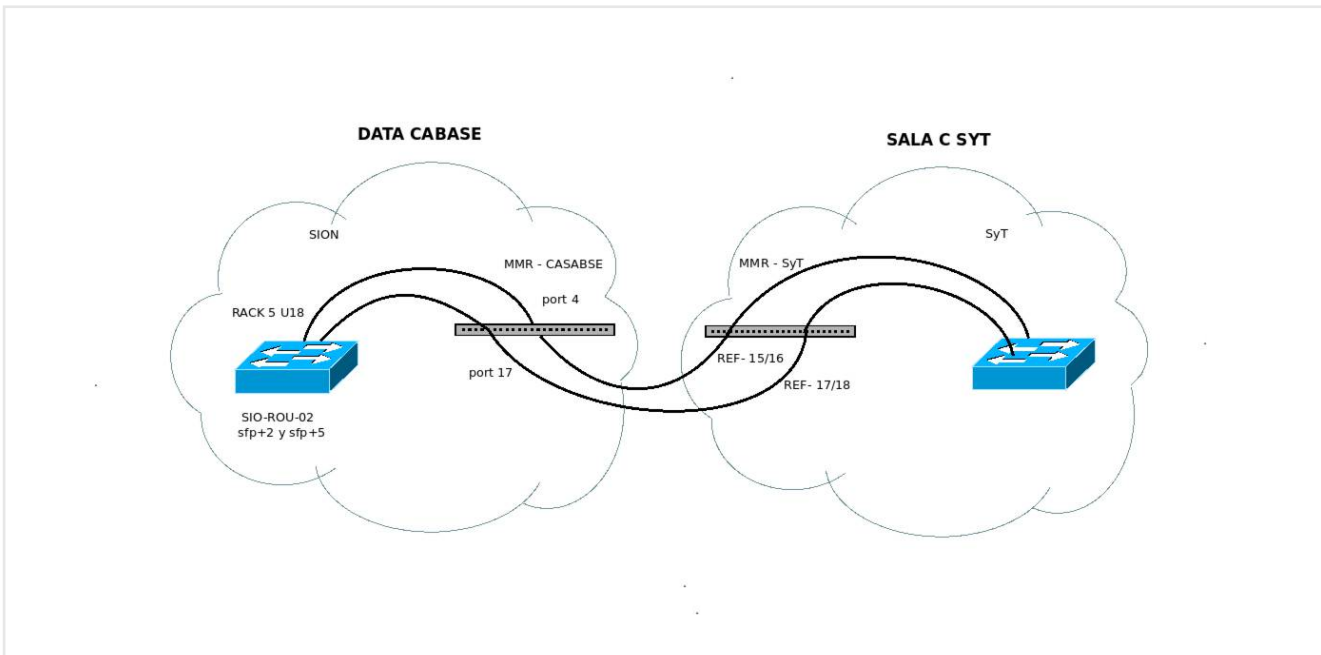 DATA CABASE
SALA C SYT
SION
SyT
MMR - CASABSE
MMR - SyT
port 4
RACK 5 U18
REF- 15/16
port 17
REF- 17/18
SIO-ROU-02
sfp+2 y sfp+5